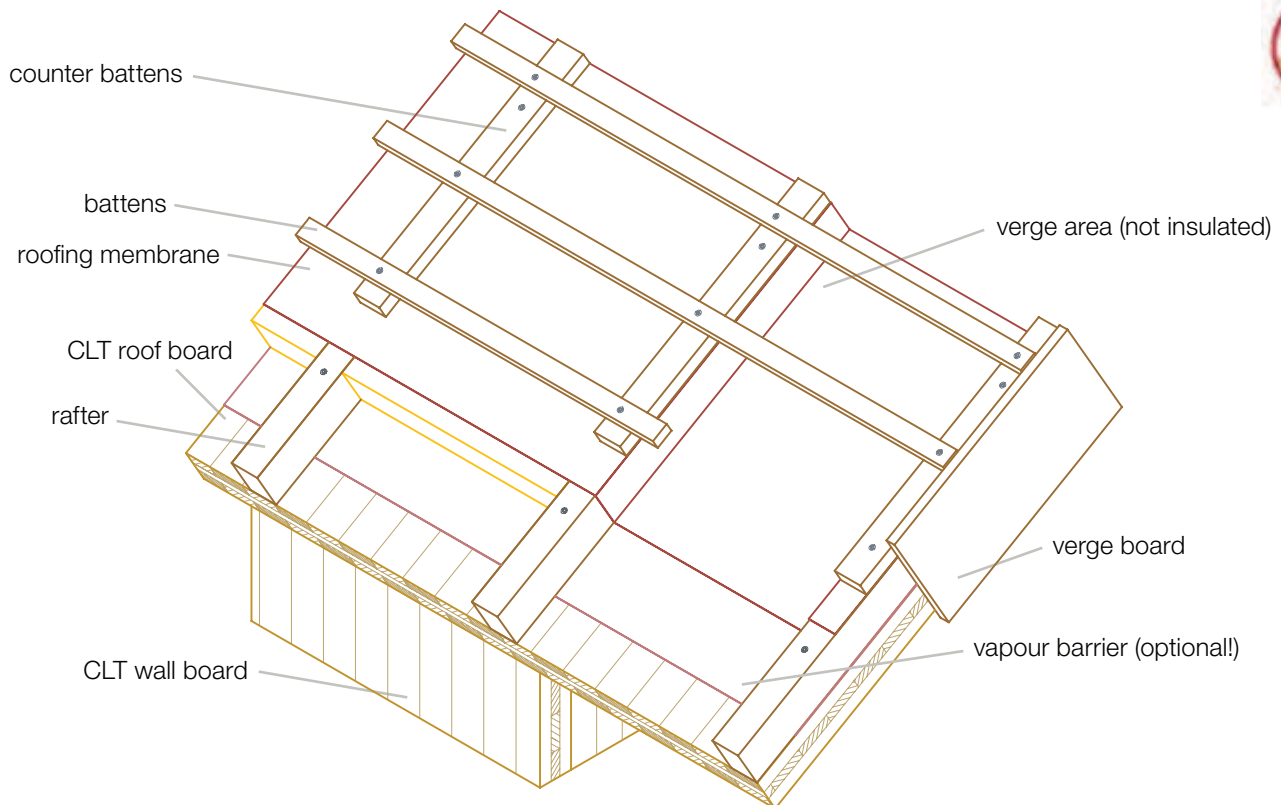 counter battens
battens
roofing membrane
CLT roof board
rafter
CLT wall board
verge area (not insulated)
verge board
vapour barrier (optional!)